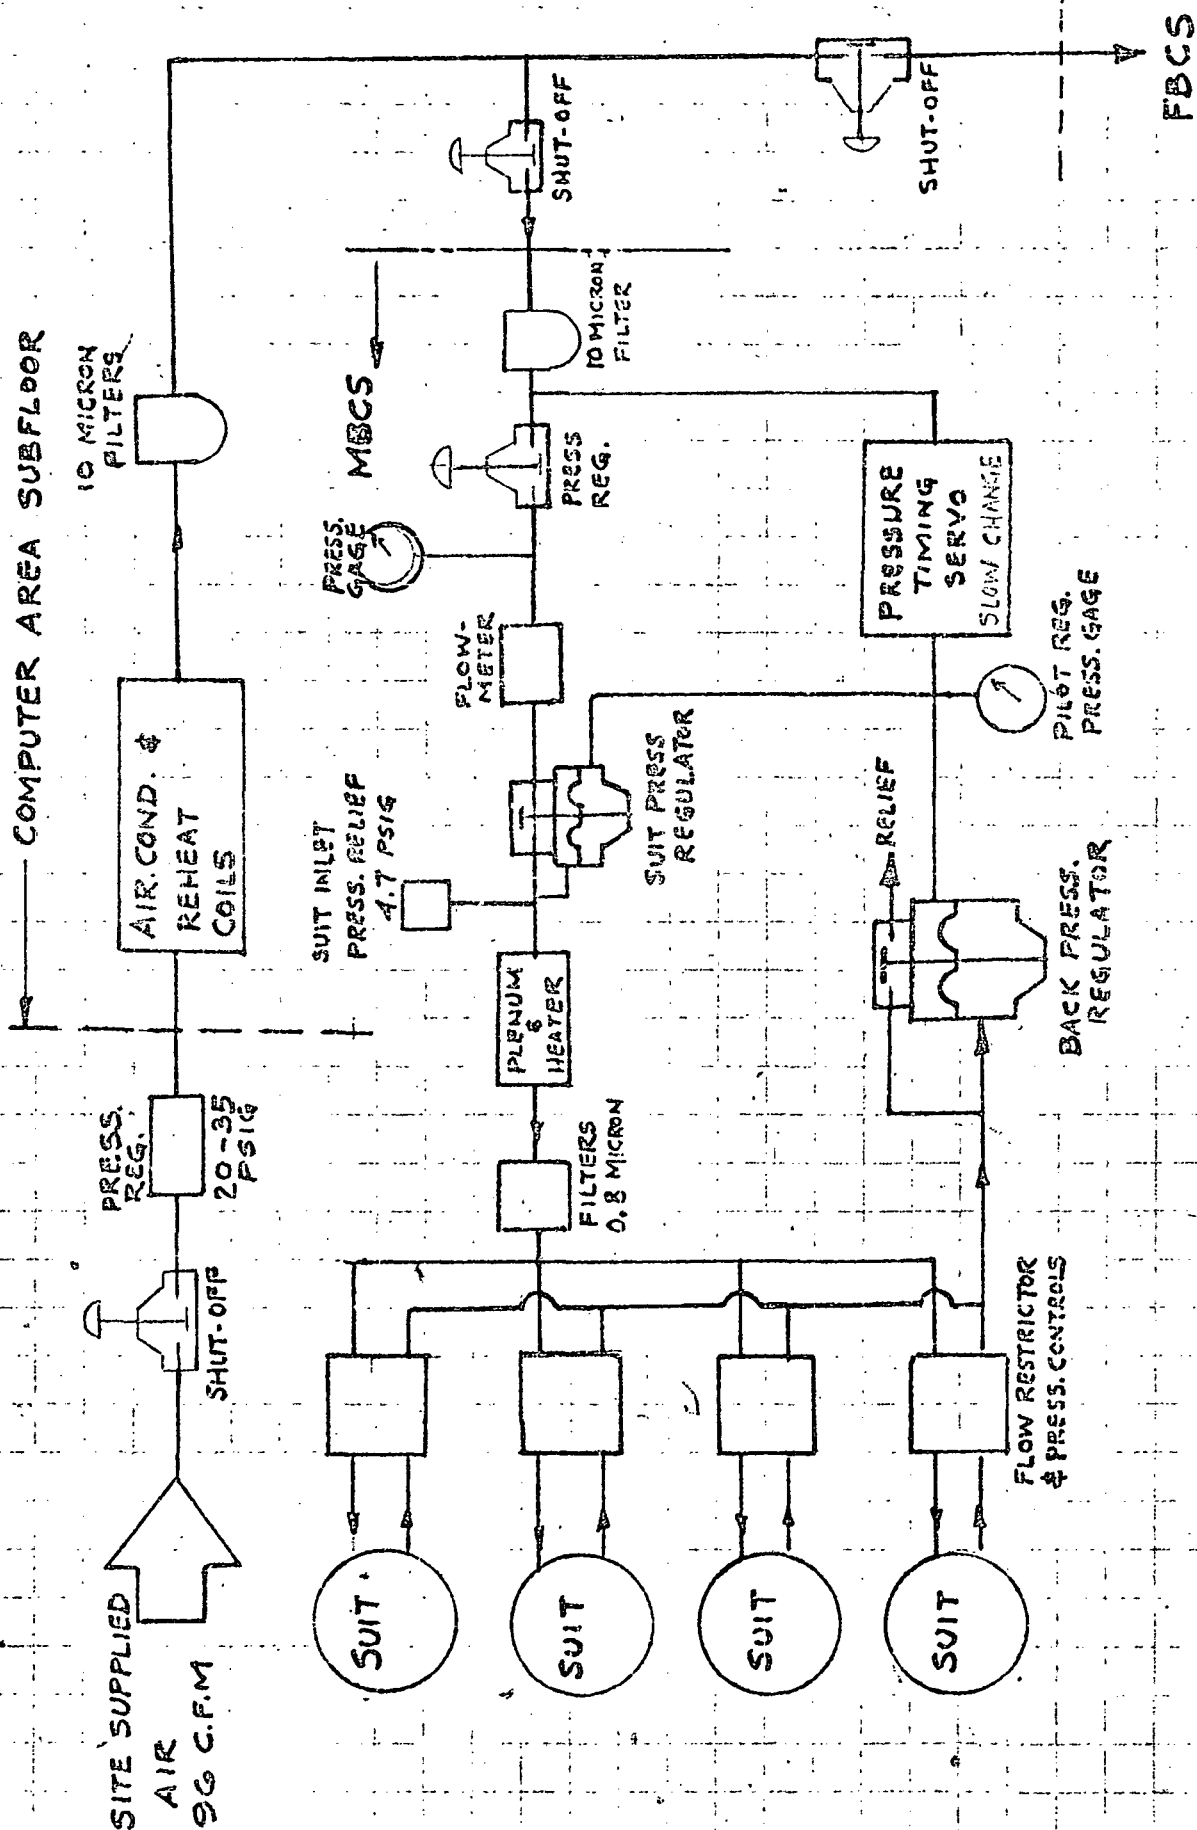 SITE SUPPLIED
AIR
96 C.F.M
SHUT-OFF
PRESS.
REG.
20-35
PSIG
COMPUTER AREA SUBFLOOR
AIR.COND. &
REHEAT
COILS
10 MICRON
FILTERS
SHUT-OFF
SHUT-OFF
FBCS
MBCS
10 MICRON
FILTER
PRESS
REG.
PRESS.
GAGE
FLOW-
METER
SUIT PRESS
REGULATOR
SUIT INLET
PRESS. RELIEF
4.7 PSIG
PLENUM
&
HEATER
FILTERS
0.8 MICRON
PRESSURE
TIMING
SERVO
SLOW CHANGE
PILOT REG.
PRESS. GAGE
RELIEF
BACK PRESS.
REGULATOR
FLOW RESTRICTOR
& PRESS. CONTROLS
SUIT
SUIT
SUIT
SUIT